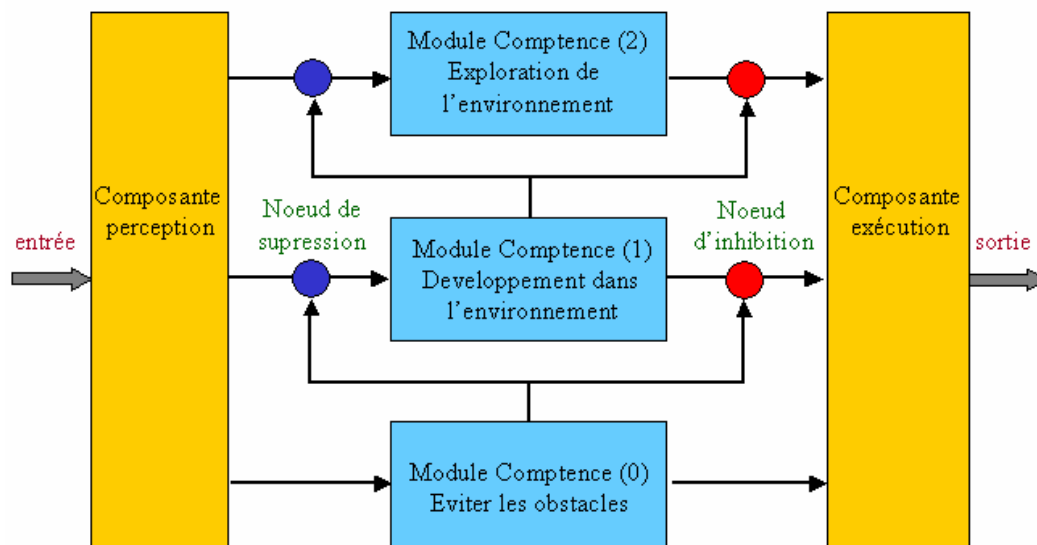 Module Comptence (2)
Exploration de
l'environnement
Composante
perception
Noeud de
supression
Noeud
d'inhibition
Composante
exécution
entrée
sortie
Module Comptence (1)
Developpement dans
l'environnement
Module Comptence (0)
Eviter les obstacles